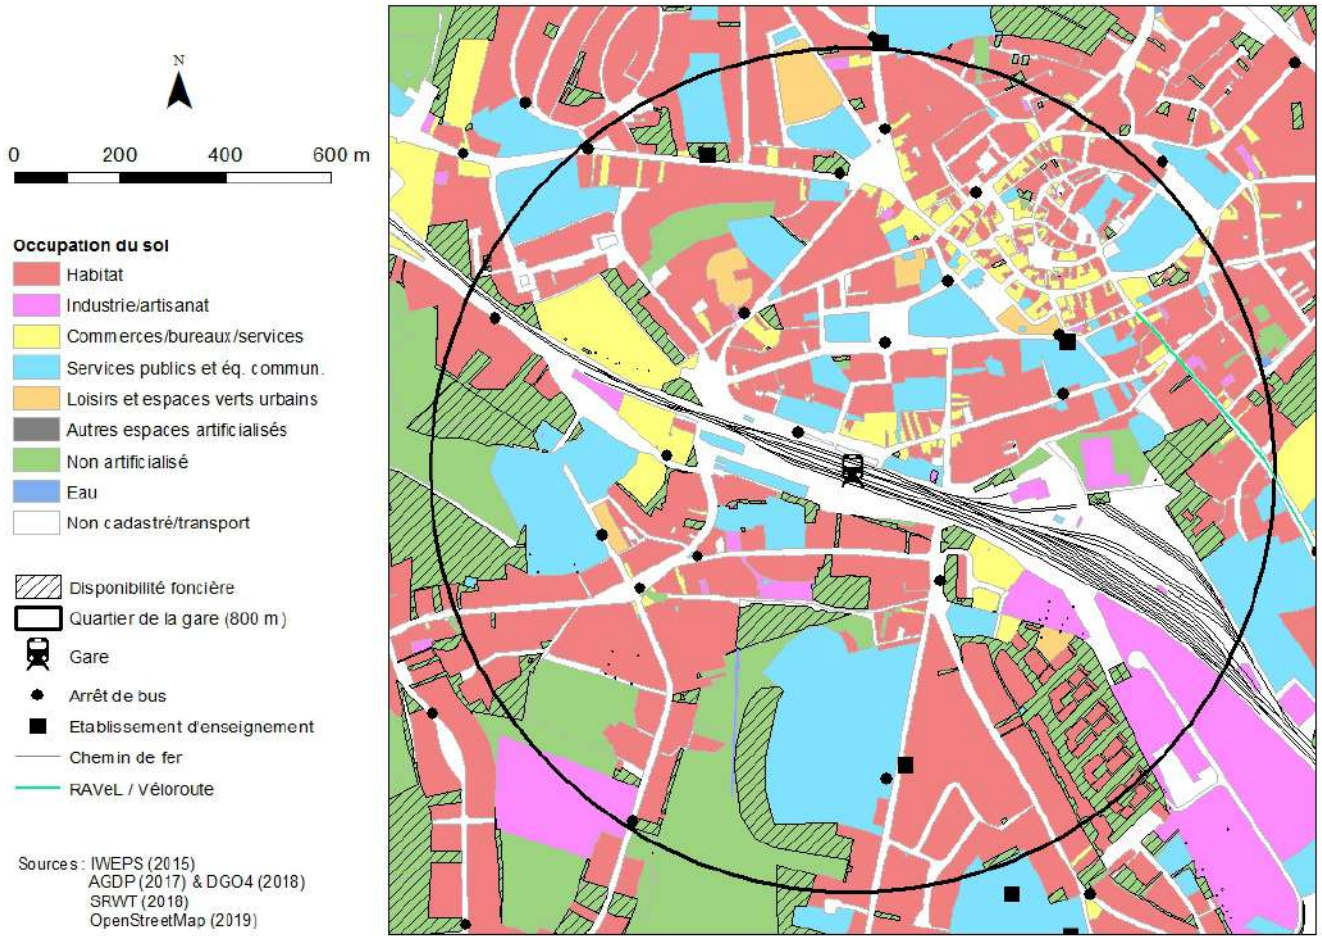 N
0 200 400 600 m
Occupation du sol
Habitat
Industrie/artisanat
Commerces/bureaux/services
Services publics et éq. commun.
Loisirs et espaces verts urbains
Autres espaces artificialisés
Non artificialisé
Eau
Non cadastré/transport
Disponibilité foncière
Quartier de la gare (800 m)
Gare
Arrêt de bus
Etablissement d'enseignement
Chemin de fer
RAVeL / Véloroute
Sources : IWEPS (2015)
AGDP (2017) & DGO4 (2018)
SRWT (2018)
OpenStreetMap (2019)